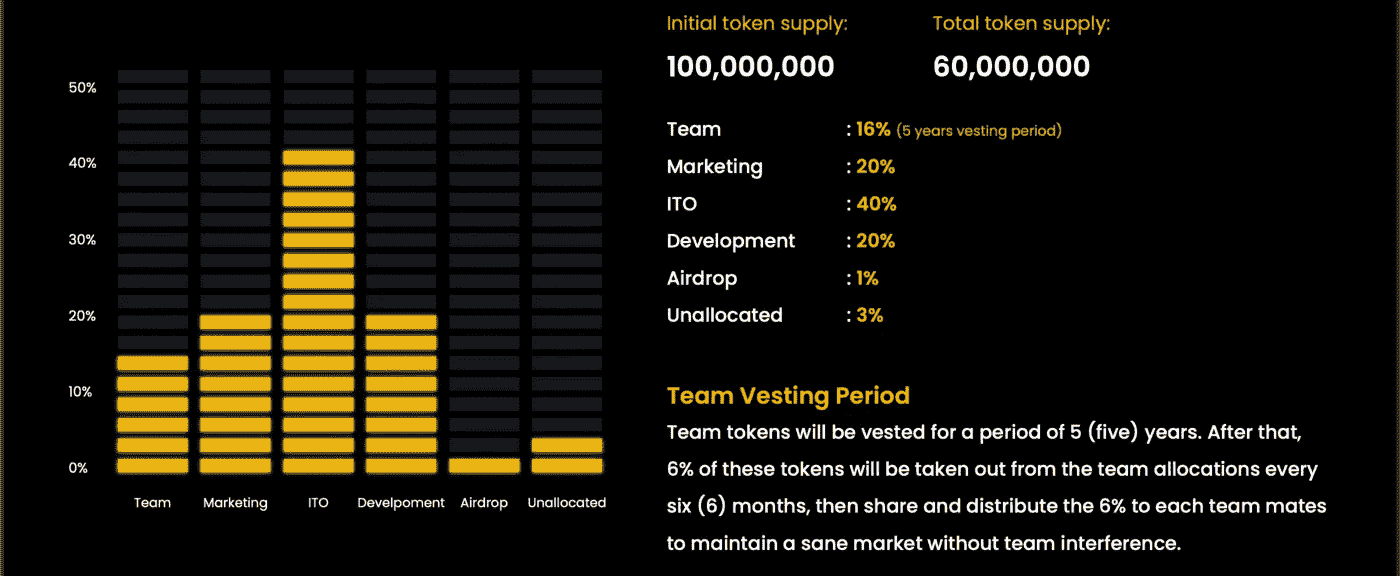 50%
40%
30%
20%
10%
0%
Team Marketing ITO Develpoment Airdrop Unallocated
Initial token supply: Total token supply:
100,000,000 60,000,000
Team : 16% (5 years vesting period)
Marketing : 20%
ITO : 40%
Development : 20%
Airdrop : 1%
Unallocated : 3%
Team Vesting Period
Team tokens will be vested for a period of 5 (five) years. After that,
6% of these tokens will be taken out from the team allocations every
six (6) months, then share and distribute the 6% to each team mates
to maintain a sane market without team interference.